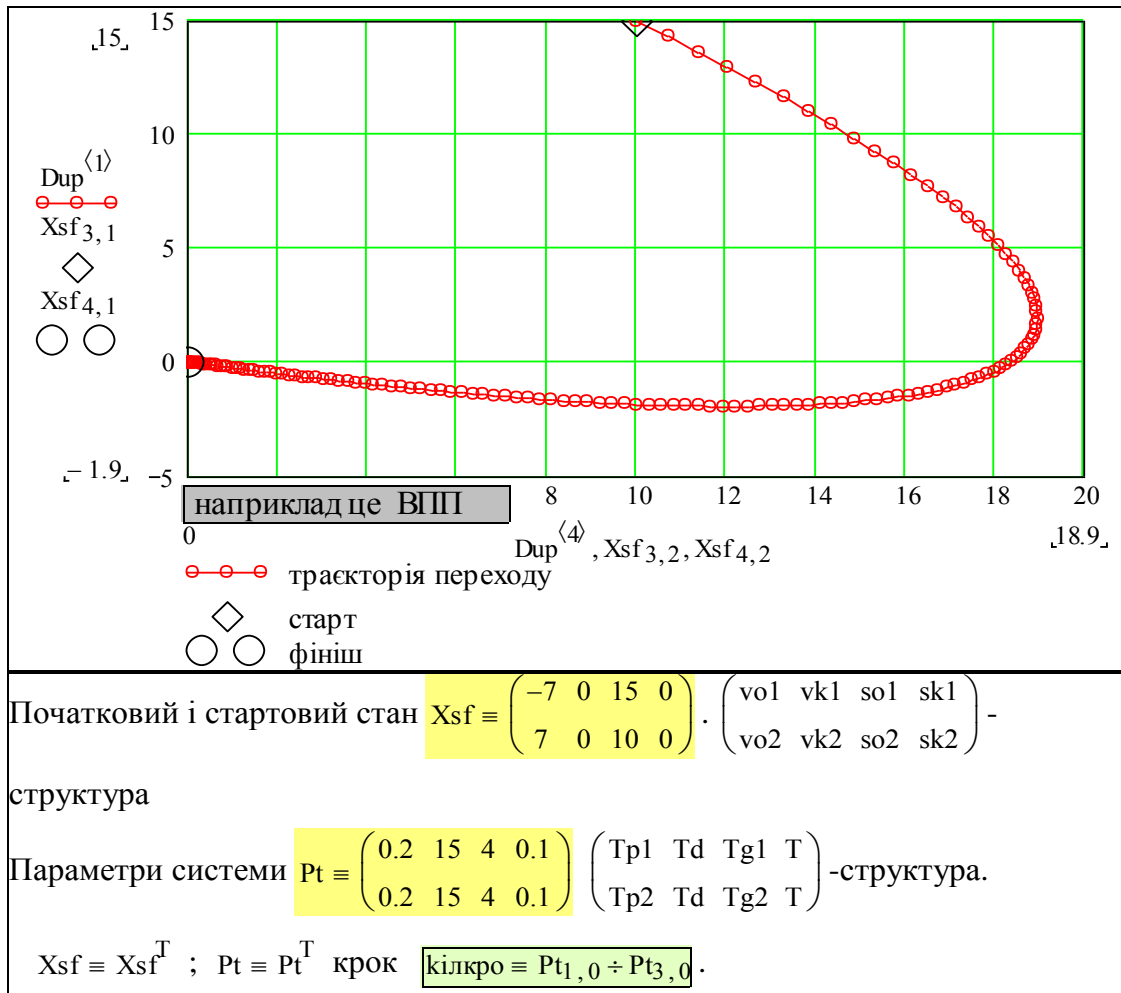 15
15
10
5
0
−5
− 1.9
Dup⟨1⟩
Xsf3,1
Xsf4,1
наприклад це ВПП
0
8
10
12
14
16
18
20
18.9
Dup⟨4⟩ , Xsf3,2 , Xsf4,2
траєкторія переходу
старт
фініш
Початковий і стартовий стан Xsf ≡ (−7 0 15 0 / 7 0 10 0) . (vo1 vk1 so1 sk1 / vo2 vk2 so2 sk2) -
структура
Параметри системи Pt ≡ (0.2 15 4 0.1 / 0.2 15 4 0.1) (Tp1 Td Tg1 T / Tp2 Td Tg2 T) -структура.
Xsf ≡ Xsf^T ; Pt ≡ Pt^T крок кілкро ≡ Pt1,0 ÷ Pt3,0 .